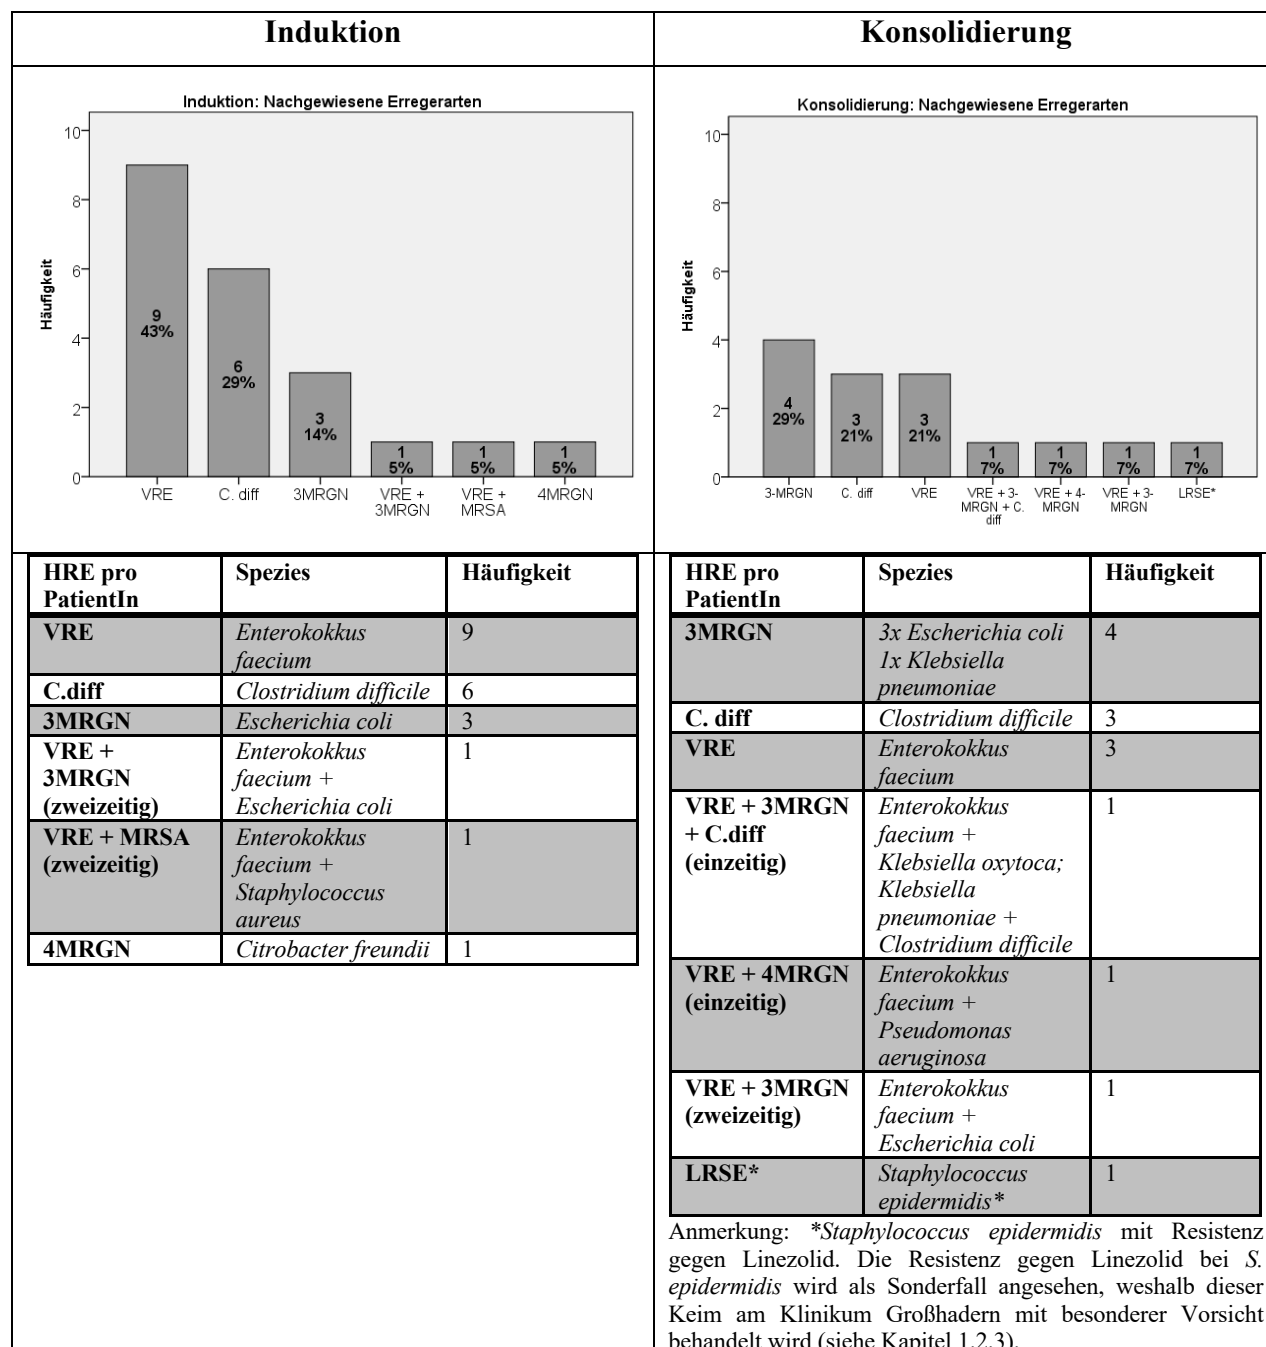 Induktion
Konsolidierung
Induktion: Nachgewiesene Erregerarten
Häufigkeit
10
8
6
4
2
0
9
43%
6
29%
3
14%
1
5%
1
5%
1
5%
VRE
C. diff
3MRGN
VRE +
3MRGN
VRE +
MRSA
4MRGN
Konsolidierung: Nachgewiesene Erregerarten
Häufigkeit
10
8
6
4
2
0
4
29%
3
21%
3
21%
1
7%
1
7%
1
7%
1
7%
3-MRGN
C. diff
VRE
VRE + 3-
MRGN + C.
diff
VRE + 4-
MRGN
VRE + 3-
MRGN
LRSE*
HRE pro
PatientIn
Spezies
Häufigkeit
VRE
Enterokokkus
faecium
9
C.diff
Clostridium difficile
6
3MRGN
Escherichia coli
3
VRE +
3MRGN
(zweizeitig)
Enterokokkus
faecium +
Escherichia coli
1
VRE + MRSA
(zweizeitig)
Enterokokkus
faecium +
Staphylococcus
aureus
1
4MRGN
Citrobacter freundii
1
HRE pro
PatientIn
Spezies
Häufigkeit
3MRGN
3x Escherichia coli
1x Klebsiella
pneumoniae
4
C. diff
Clostridium difficile
3
VRE
Enterokokkus
faecium
3
VRE + 3MRGN
+ C.diff
(einzeitig)
Enterokokkus
faecium +
Klebsiella oxytoca;
Klebsiella
pneumoniae +
Clostridium difficile
1
VRE + 4MRGN
(einzeitig)
Enterokokkus
faecium +
Pseudomonas
aeruginosa
1
VRE + 3MRGN
(zweizeitig)
Enterokokkus
faecium +
Escherichia coli
1
LRSE*
Staphylococcus
epidermidis*
1
Anmerkung: *Staphylococcus epidermidis mit Resistenz
gegen Linezolid. Die Resistenz gegen Linezolid bei S.
epidermidis wird als Sonderfall angesehen, weshalb dieser
Keim am Klinikum Großhadern mit besonderer Vorsicht
behandelt wird (siehe Kapitel 1.2.3).